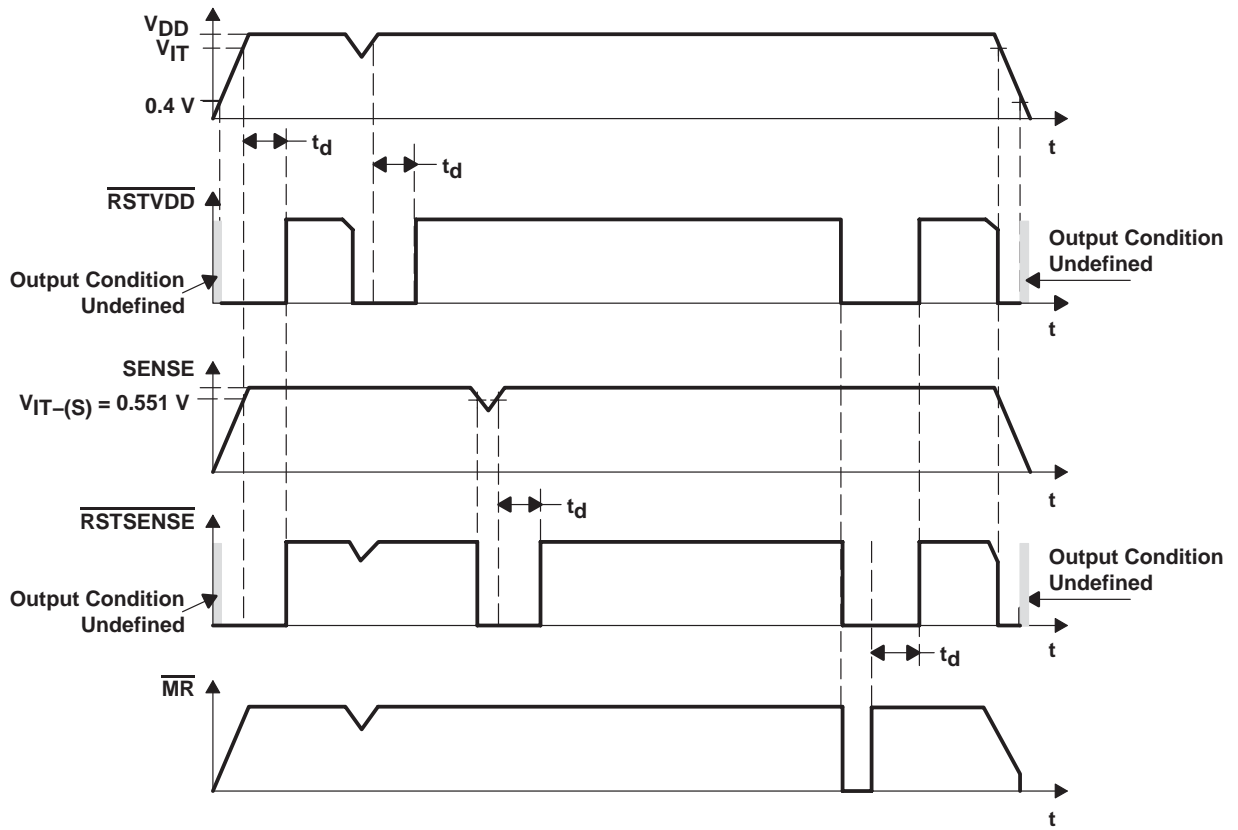 VDD
VIT
0.4 V
t
td
td
RSTVDD
Output Condition
Undefined
Output Condition
Undefined
t
SENSE
VIT–(S) = 0.551 V
t
td
RSTSENSE
Output Condition
Undefined
Output Condition
Undefined
t
td
MR
t